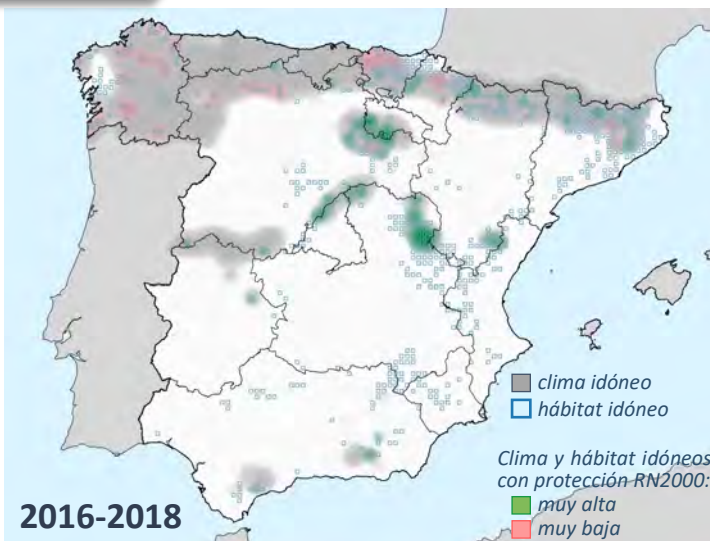 clima idóneo
hábitat idóneo
Clima y hábitat idóneos
con protección RN2000:
muy alta
muy baja
2016-2018